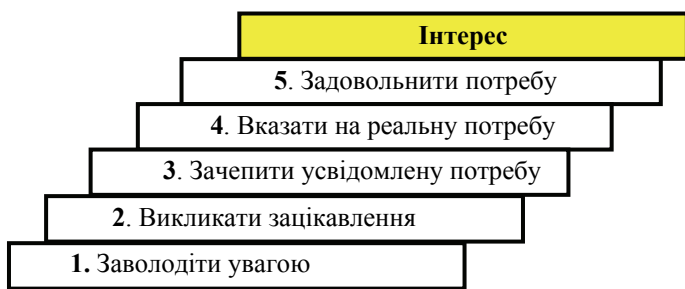 Інтерес
5. Задовольнити потребу
4. Вказати на реальну потребу
3. Зачепити усвідомлену потребу
2. Викликати зацікавлення
1. Заволодіти увагою